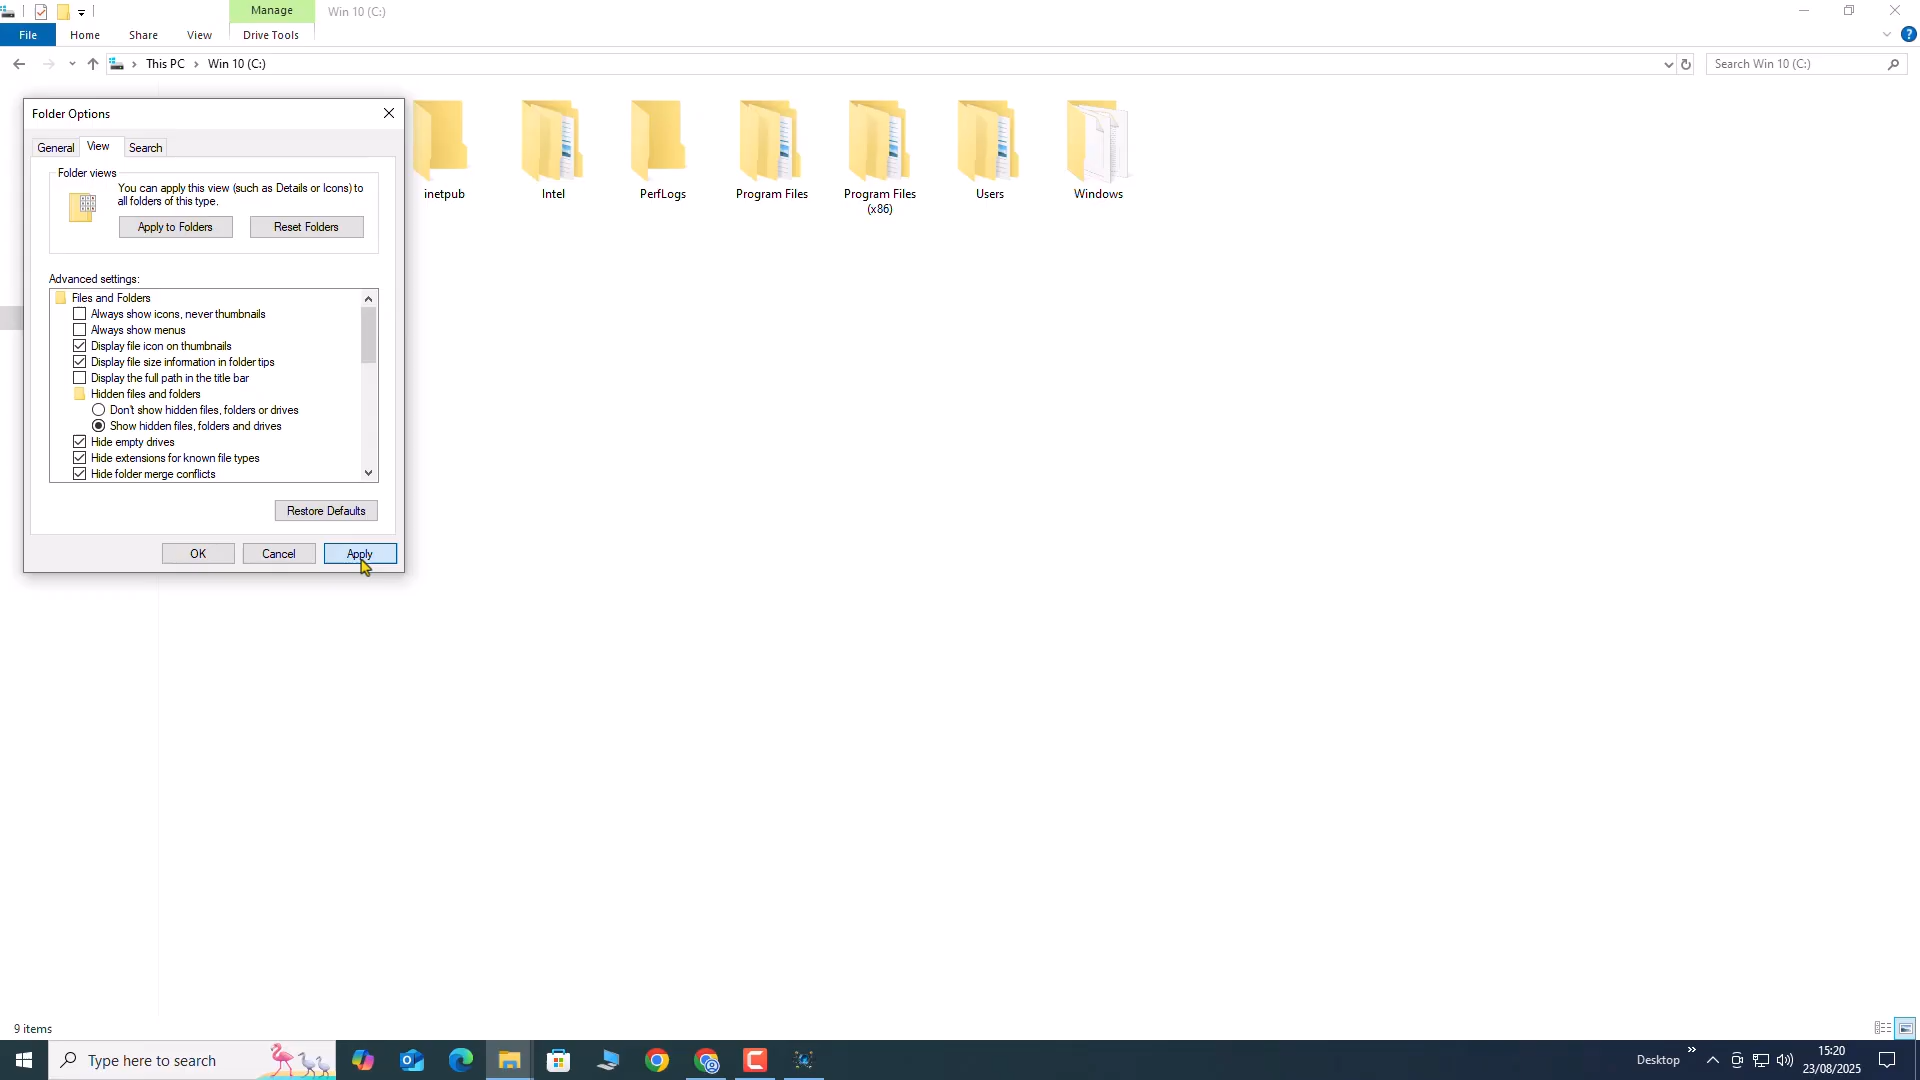 Manage
Win 10 (C:)
File
Home
Share
View
Drive Tools
?
This PC
Win 10 (C:)
Search Win 10 (C:)
Folder Options
General
View
Search
Folder views
You can apply this view (such as Details or Icons) to
all folders of this type.
Apply to Folders
Reset Folders
Advanced settings:
Files and Folders
Always show icons, never thumbnails
Always show menus
Display file icon on thumbnails
Display file size information in folder tips
Display the full path in the title bar
Hidden files and folders
Don't show hidden files, folders or drives
Show hidden files, folders and drives
Hide empty drives
Hide extensions for known file types
Hide folder merge conflicts
Restore Defaults
OK
Cancel
Apply
inetpub
Intel
PerfLogs
Program Files
Program Files
(x86)
Users
Windows
9 items
Type here to search
Desktop
15:20
23/08/2025